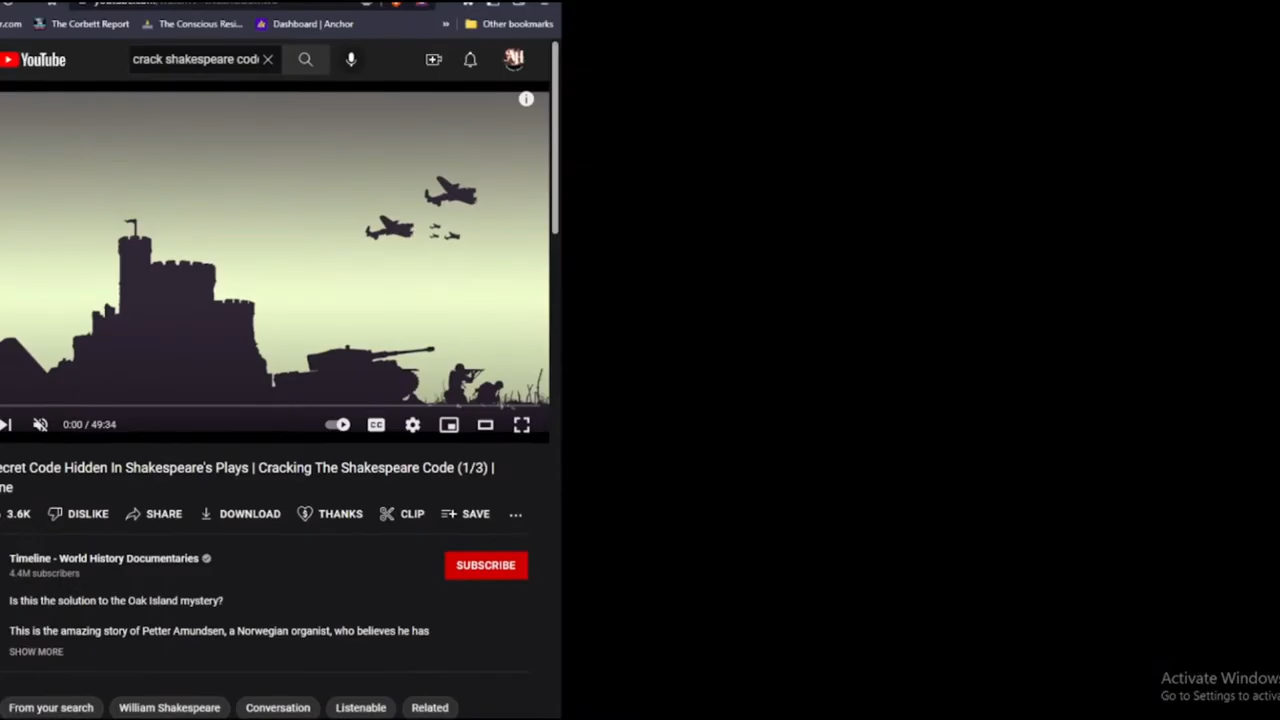 r.com The Corbett Report The Conscious Resi... Dashboard | Anchor » Other bookmarks
YouTube crack shakespeare cod
0:00 / 49:34 CC
ecret Code Hidden In Shakespeare's Plays | Cracking The Shakespeare Code (1/3) |
ne
3.6K DISLIKE SHARE DOWNLOAD THANKS CLIP SAVE ...
Timeline - World History Documentaries
4.4M subscribers
SUBSCRIBE
Is this the solution to the Oak Island mystery?
This is the amazing story of Petter Amundsen, a Norwegian organist, who believes he has
SHOW MORE
From your search William Shakespeare Conversation Listenable Related
Activate Windows
Go to Settings to activa